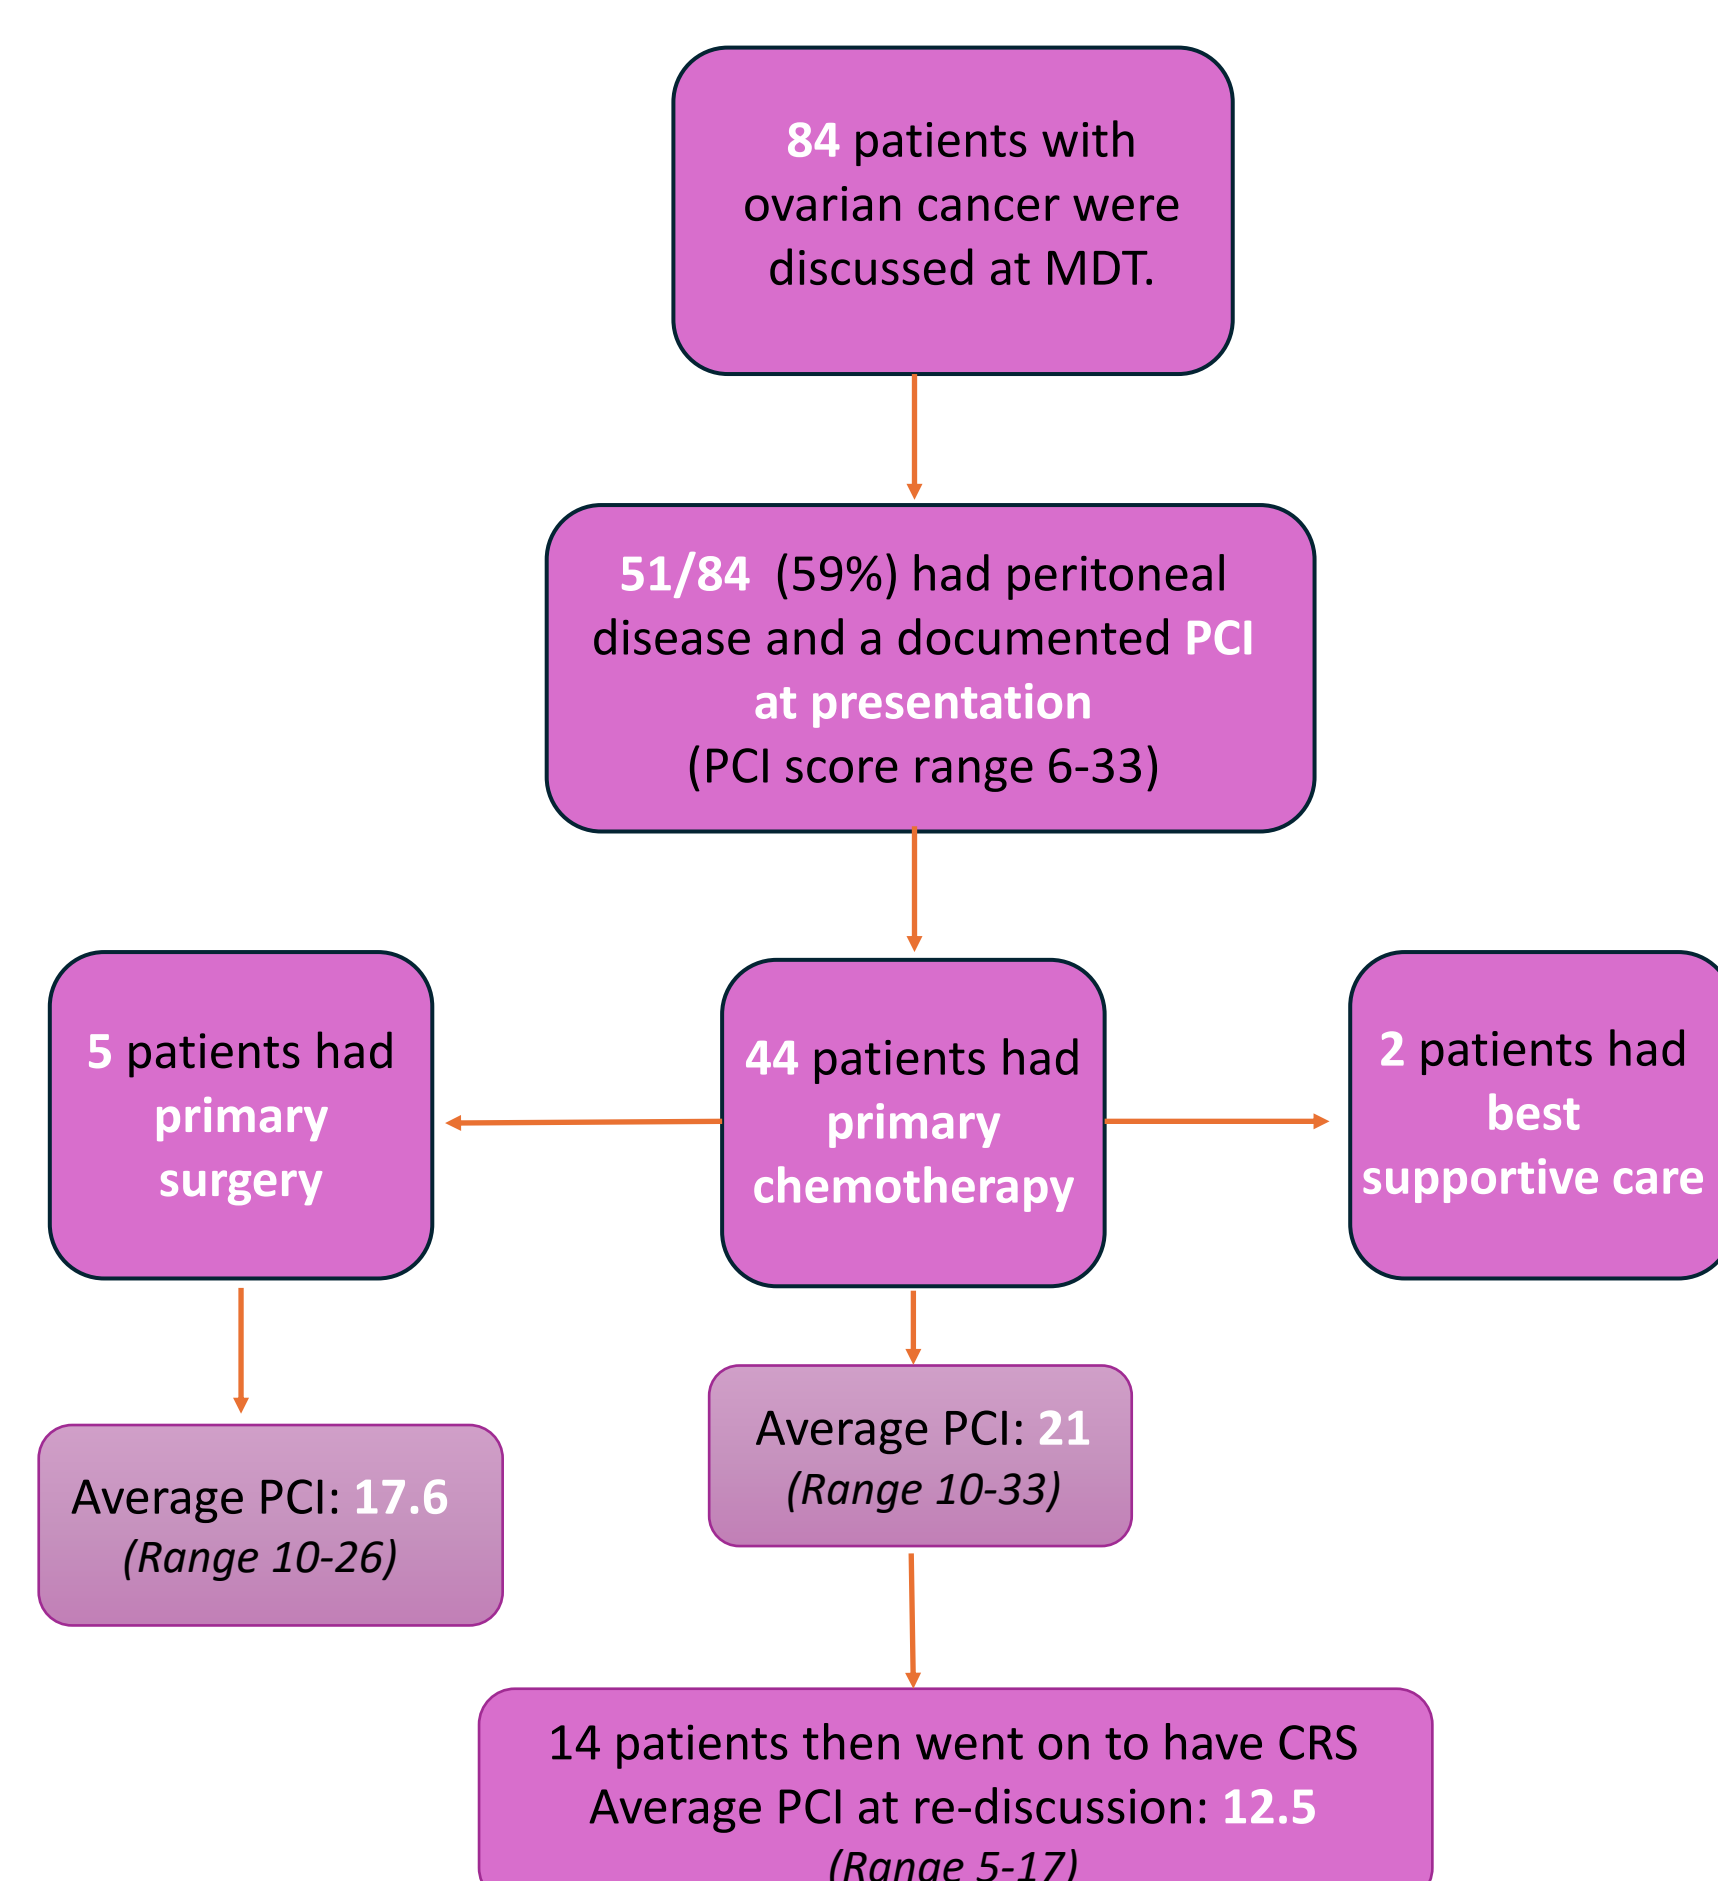 84 patients with
ovarian cancer were
discussed at MDT.
51/84 (59%) had peritoneal
disease and a documented PCI
at presentation
(PCI score range 6-33)
5 patients had
primary
surgery
44 patients had
primary
chemotherapy
2 patients had
best
supportive care
Average PCI: 17.6
(Range 10-26)
Average PCI: 21
(Range 10-33)
14 patients then went on to have CRS
Average PCI at re-discussion: 12.5
(Range 5-17)